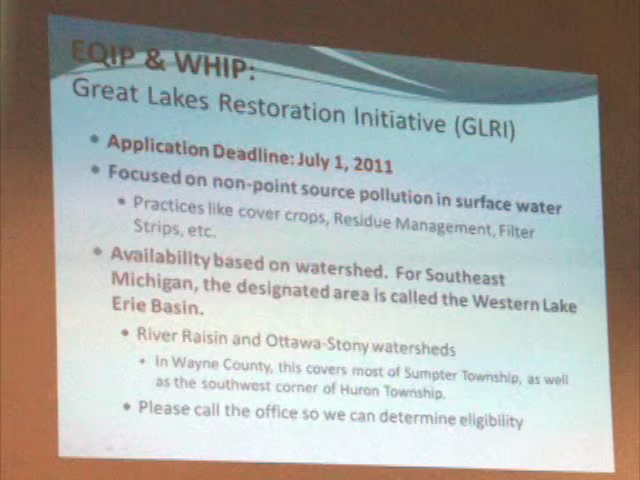 EQIP & WHIP:
Great Lakes Restoration Initiative (GLRI)
• Application Deadline: July 1, 2011
• Focused on non-point source pollution in surface water
• Practices like cover crops, Residue Management, Filter
Strips, etc.
• Availability based on watershed. For Southeast
Michigan, the designated area is called the Western Lake
Erie Basin.
• River Raisin and Ottawa-Stony watersheds
• In Wayne County, this covers most of Sumpter Township, as well
as the southwest corner of Huron Township.
• Please call the office so we can determine eligibility